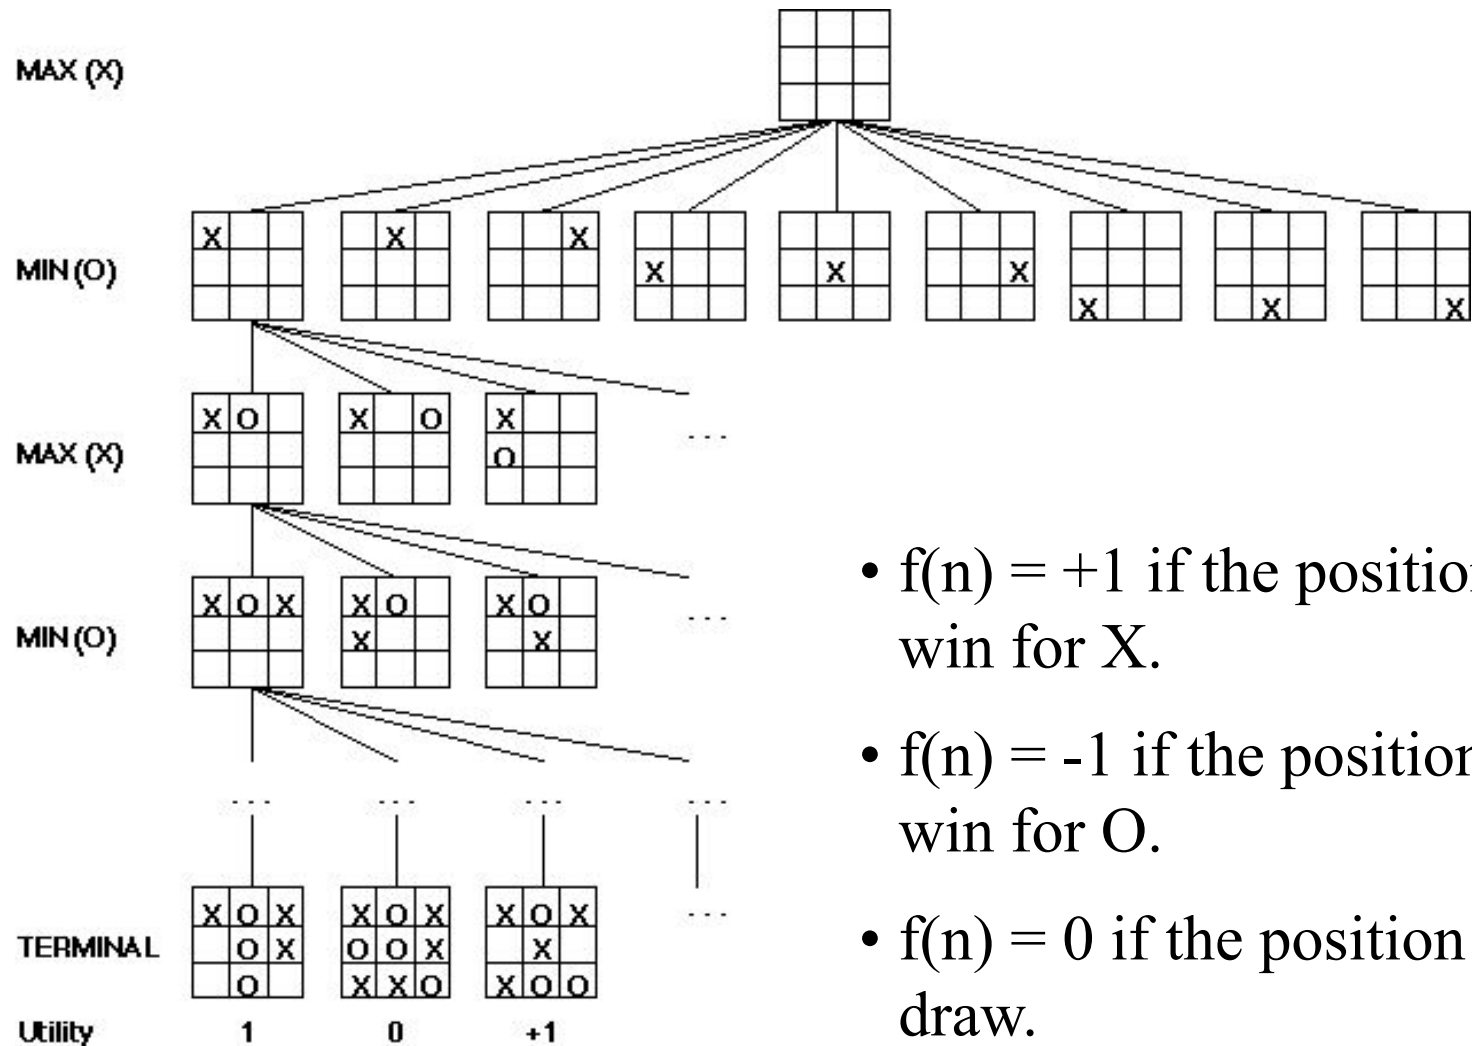 MAX (X)
X X X
MIN (O) X X X
X X X
X O X O X
MAX (X) O ...
• f(n) = +1 if the position
X O X X O X O
MIN (O) X X ...
win for X.
• f(n) = -1 if the position
... ... ... ...
win for O.
X O X X O X X O X ...
TERMINAL O X O O X X
• f(n) = 0 if the position
O X X O X O O
draw.
Utility 1 0 +1